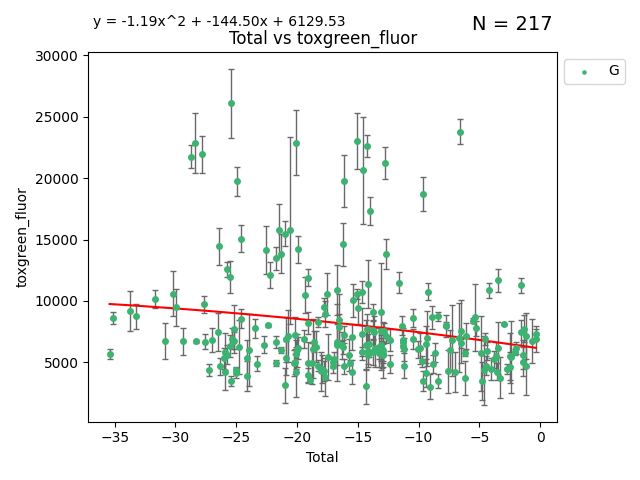 y = -1.19x^2 + -144.50x + 6129.53
N = 217
Total vs toxgreen_fluor
G
toxgreen_fluor
30000
25000
20000
15000
10000
5000
−35 −30 −25 −20 −15 −10 −5 0
Total